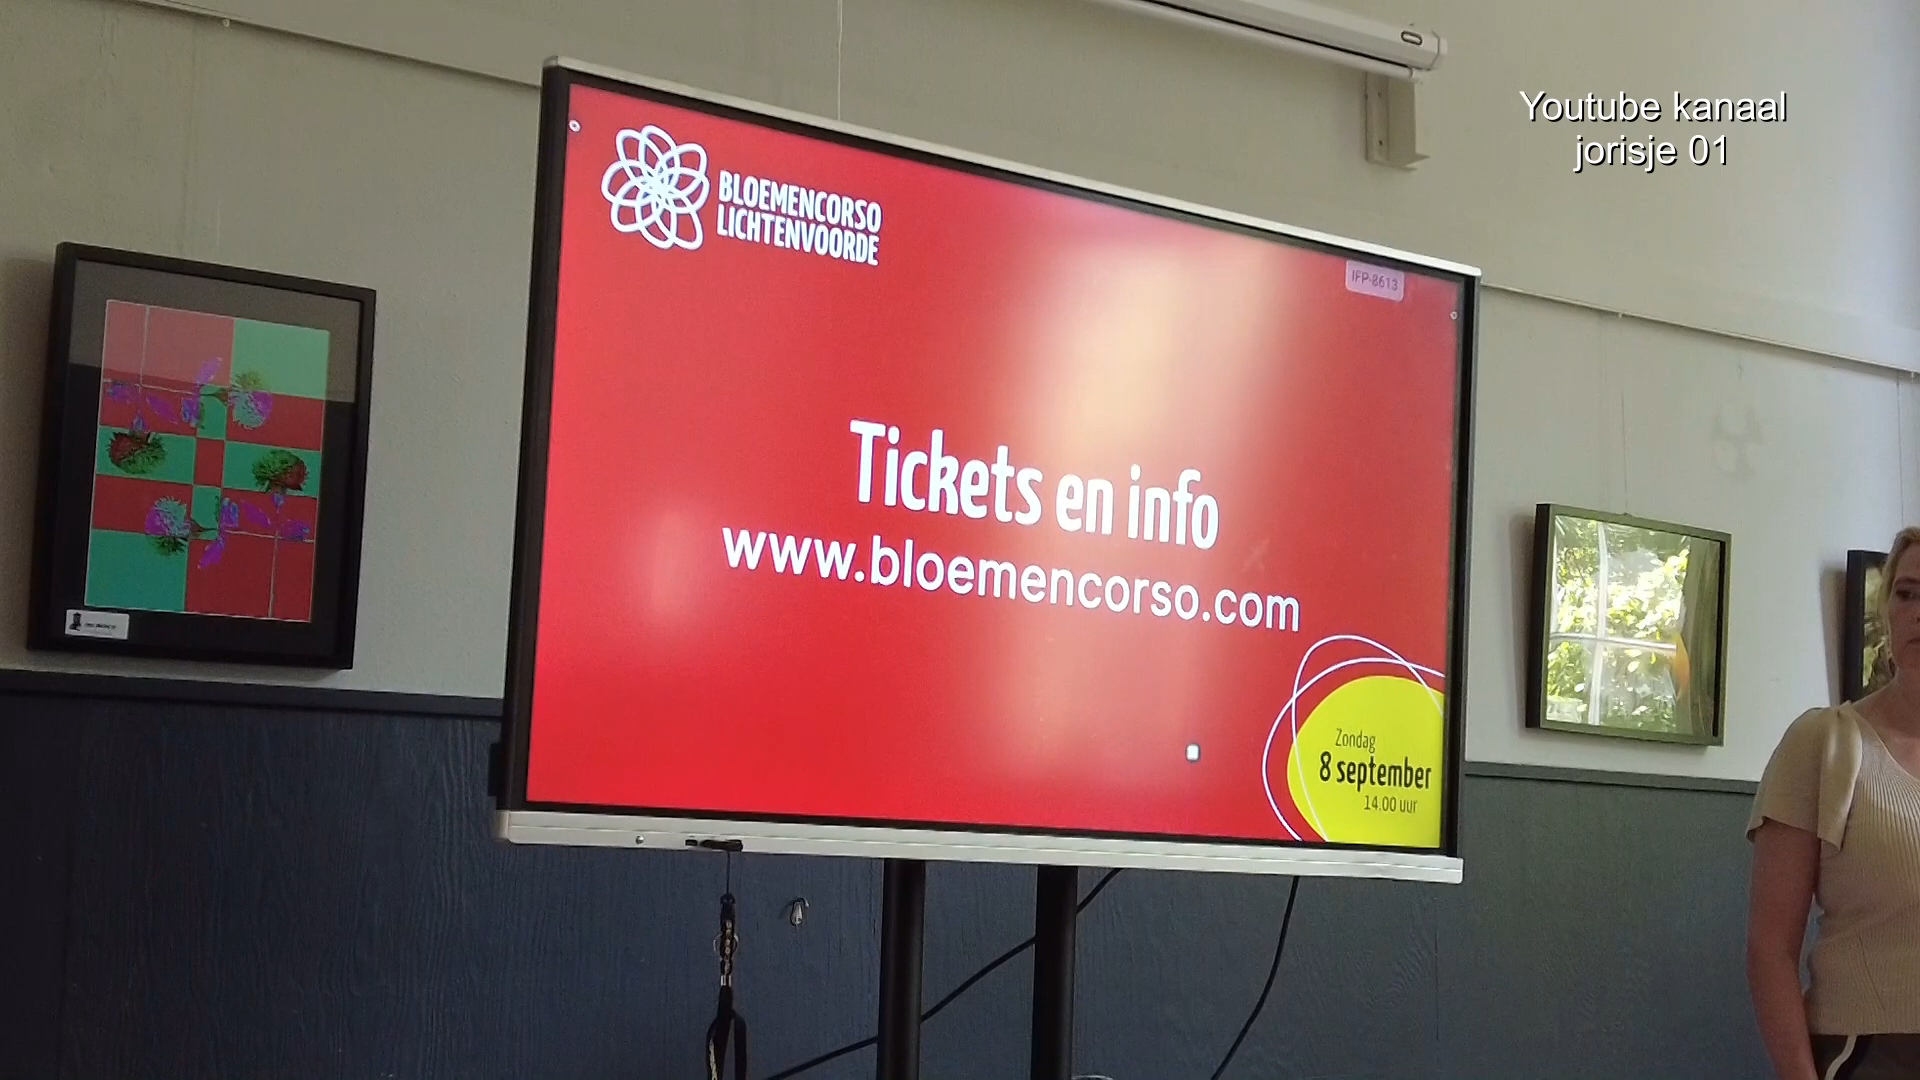 Youtube kanaal
jorisje 01
BLOEMENCORSO
LICHTENVOORDE
IFP-8613
Tickets en info
www.bloemencorso.com
Zondag
8 september
14.00 uur